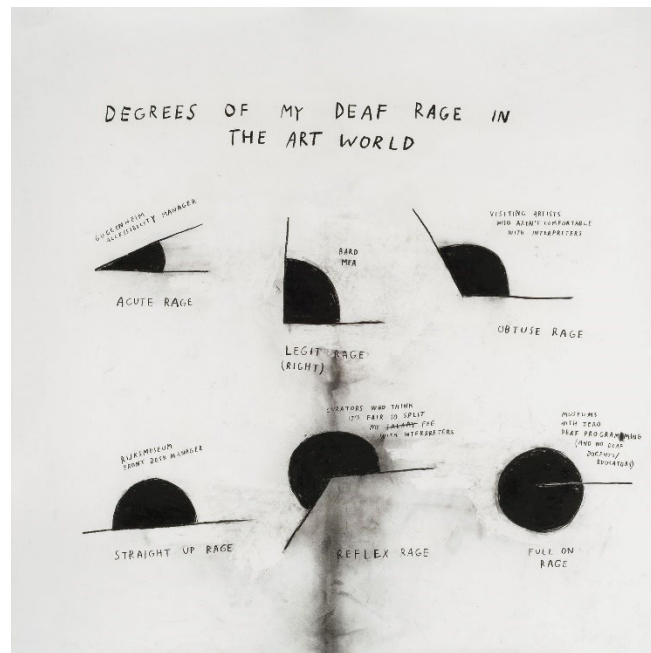 DEGREES OF MY DEAF RAGE IN
THE ART WORLD
GUGGENHEIM
ACCESSIBILITY MANAGER
ACUTE RAGE
BARD
MFA
LEGIT RAGE
(RIGHT)
VISITING ARTISTS
WHO AREN'T COMFORTABLE
WITH INTERPRETERS
OBTUSE RAGE
RIJKSMUSEUM
FRONT DESK MANAGER
STRAIGHT UP RAGE
CURATORS WHO THINK
IT'S FAIR TO SPLIT
MY SALARY FEE
WITH INTERPRETERS
REFLEX RAGE
MUSEUMS
WITH ZERO
DEAF PROGRAMMING
(AND NO DEAF
DOCENTS/
EDUCATORS)
FULL ON
RAGE